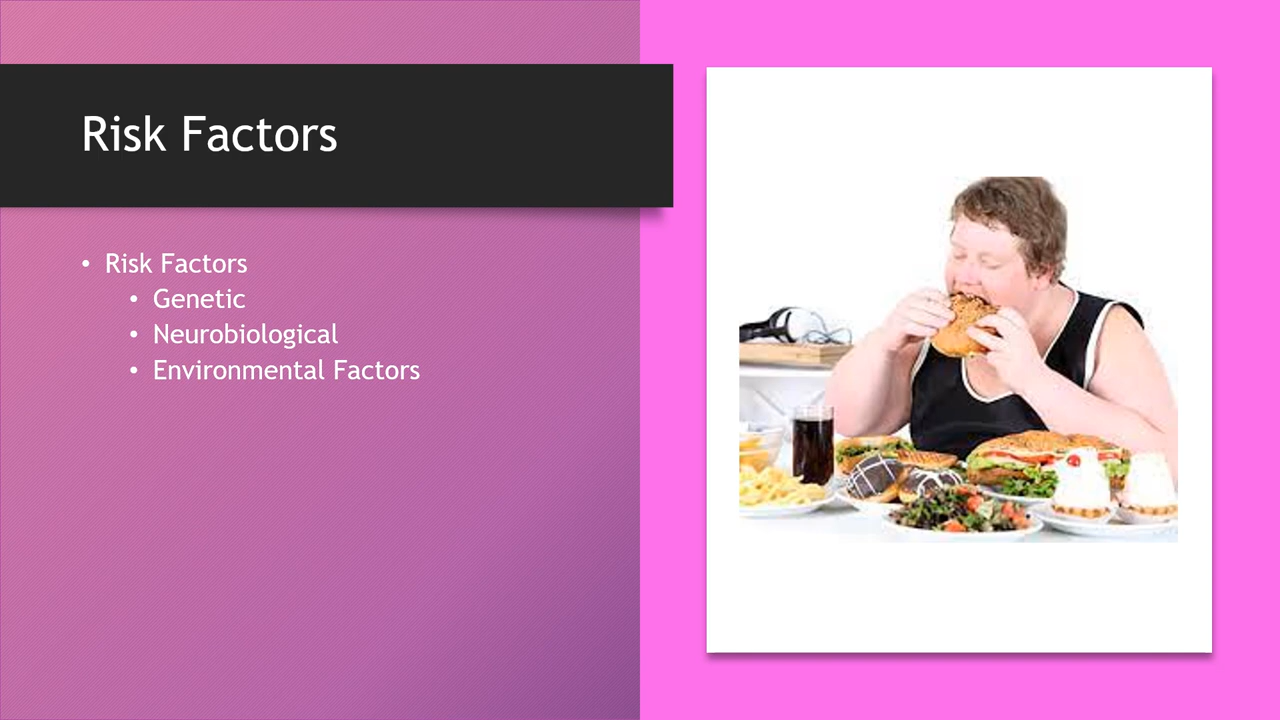 Risk Factors
• Risk Factors
• Genetic
• Neurobiological
• Environmental Factors